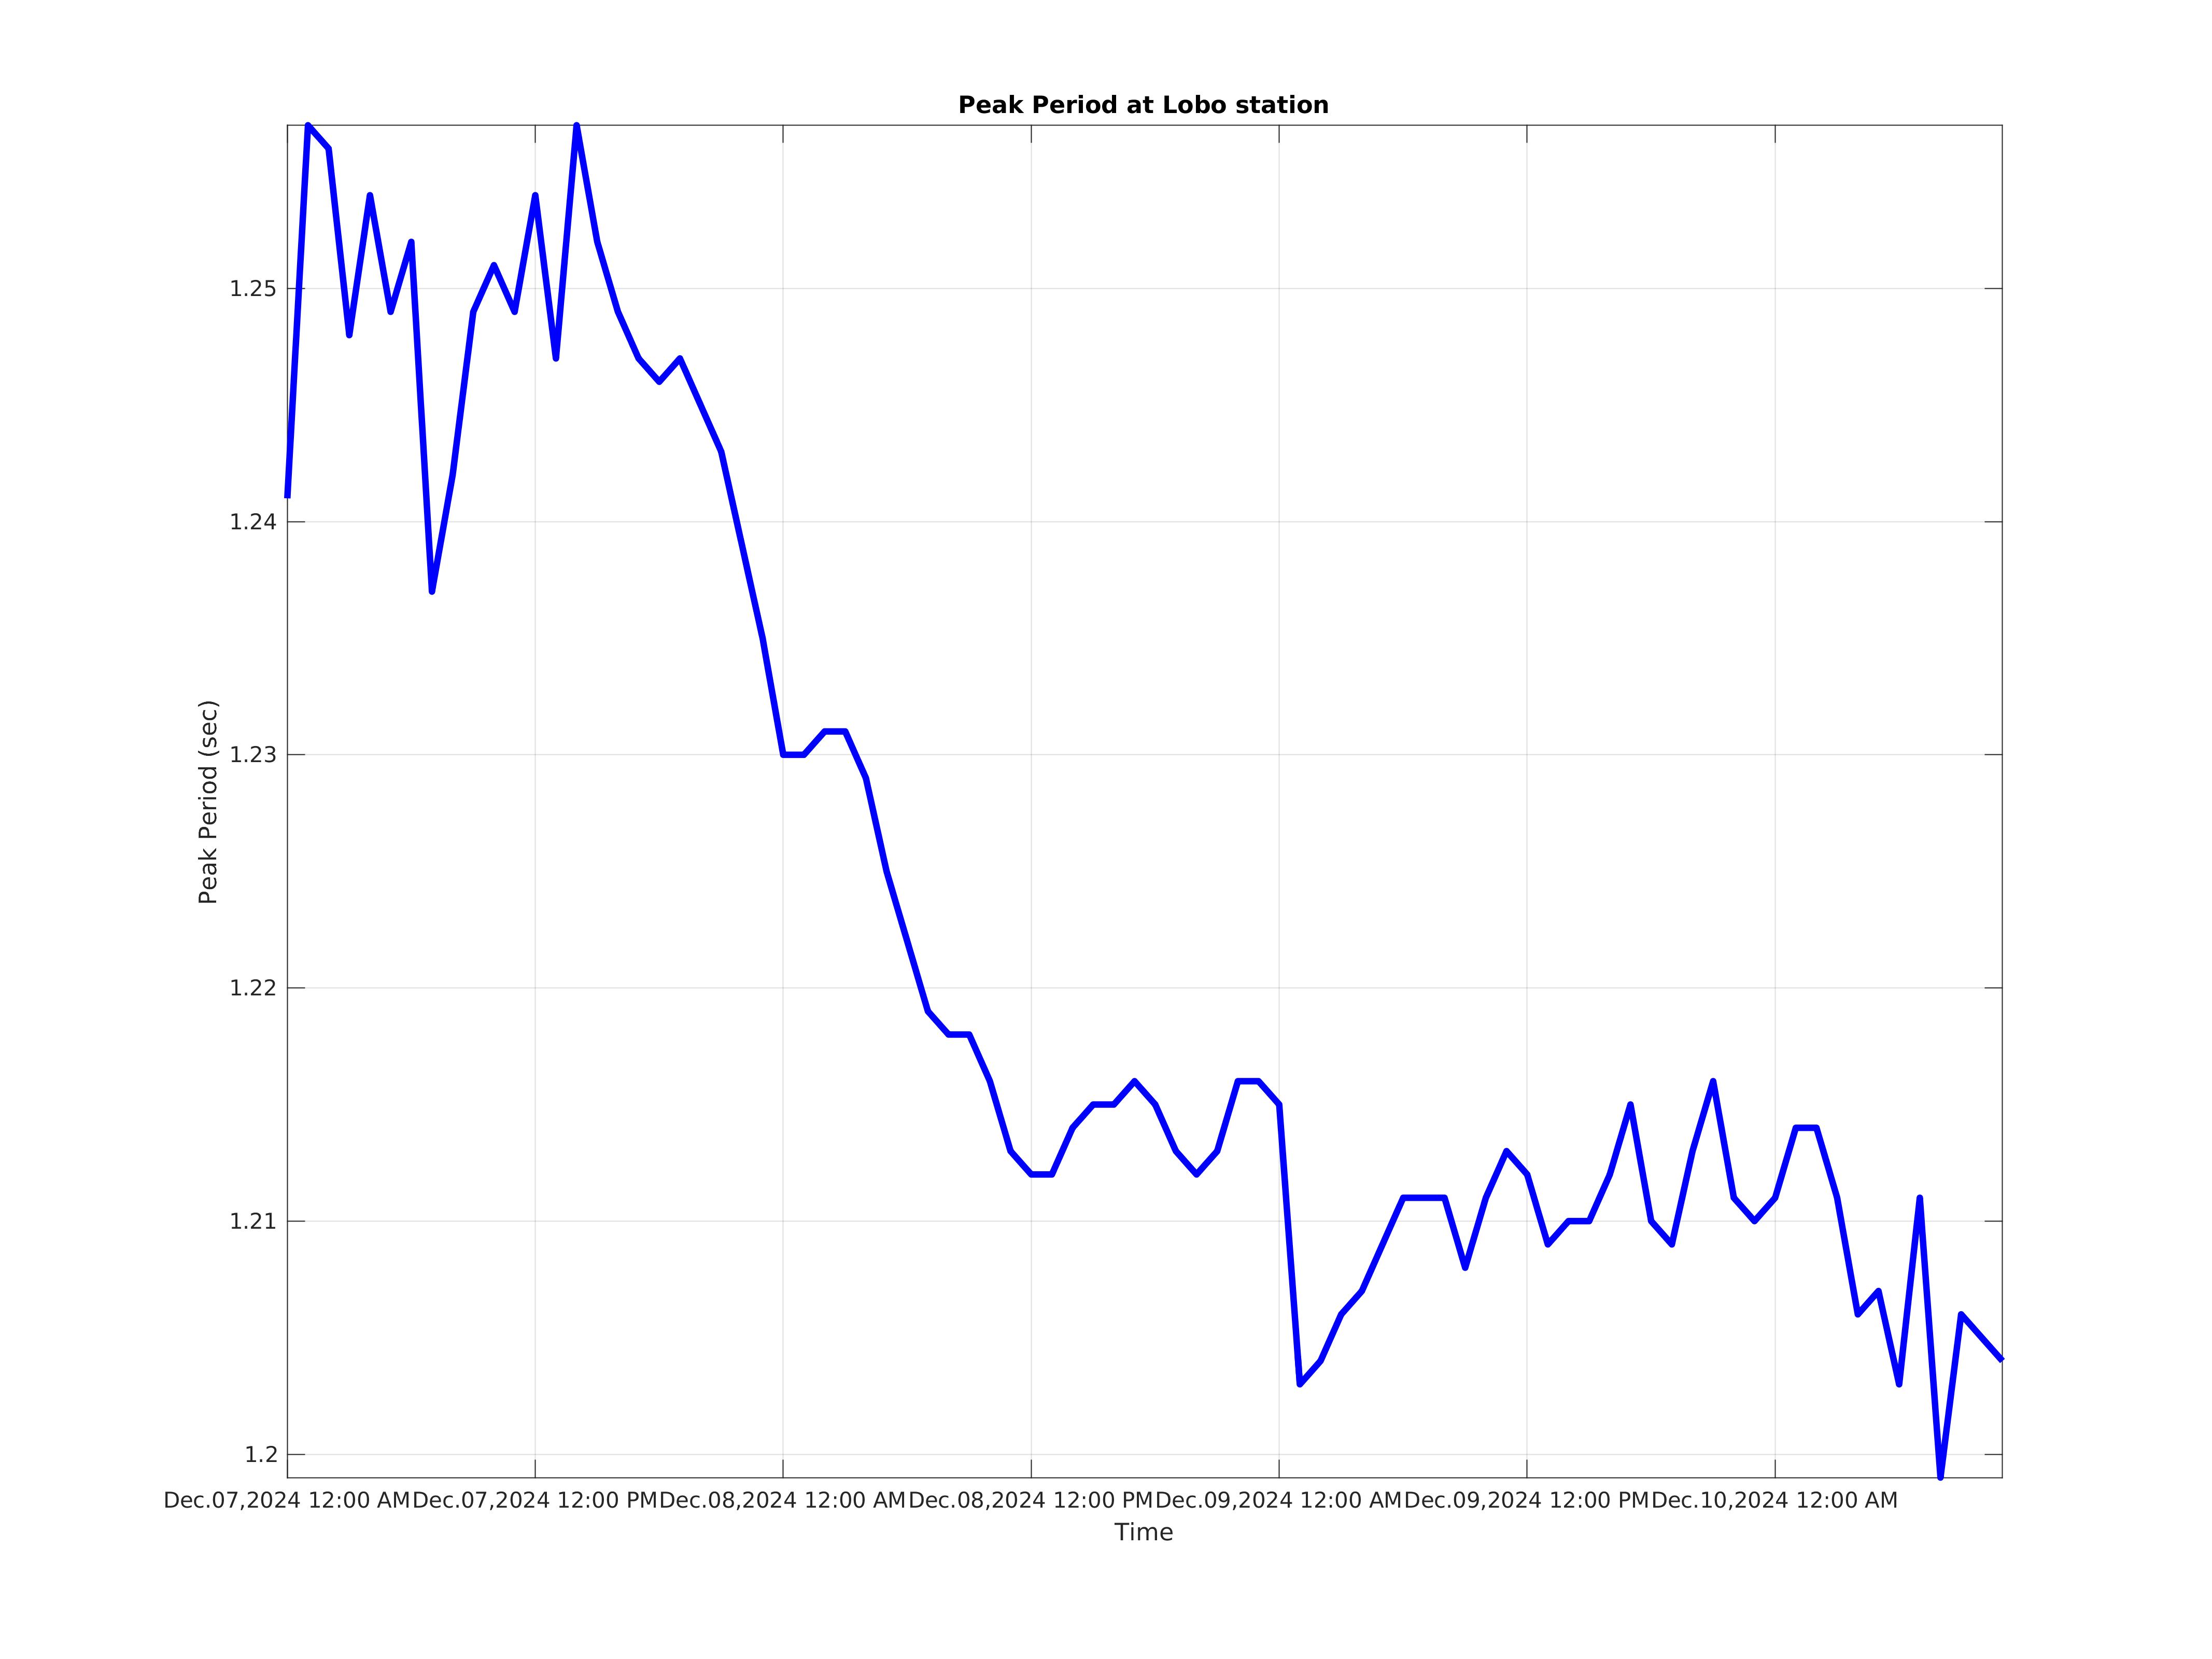 Peak Period at Lobo station
Peak Period (sec)
1.25
1.24
1.23
1.22
1.21
1.2
Dec.07,2024 12:00 AM Dec.07,2024 12:00 PM Dec.08,2024 12:00 AM Dec.08,2024 12:00 PM Dec.09,2024 12:00 AM Dec.09,2024 12:00 PM Dec.10,2024 12:00 AM
Time